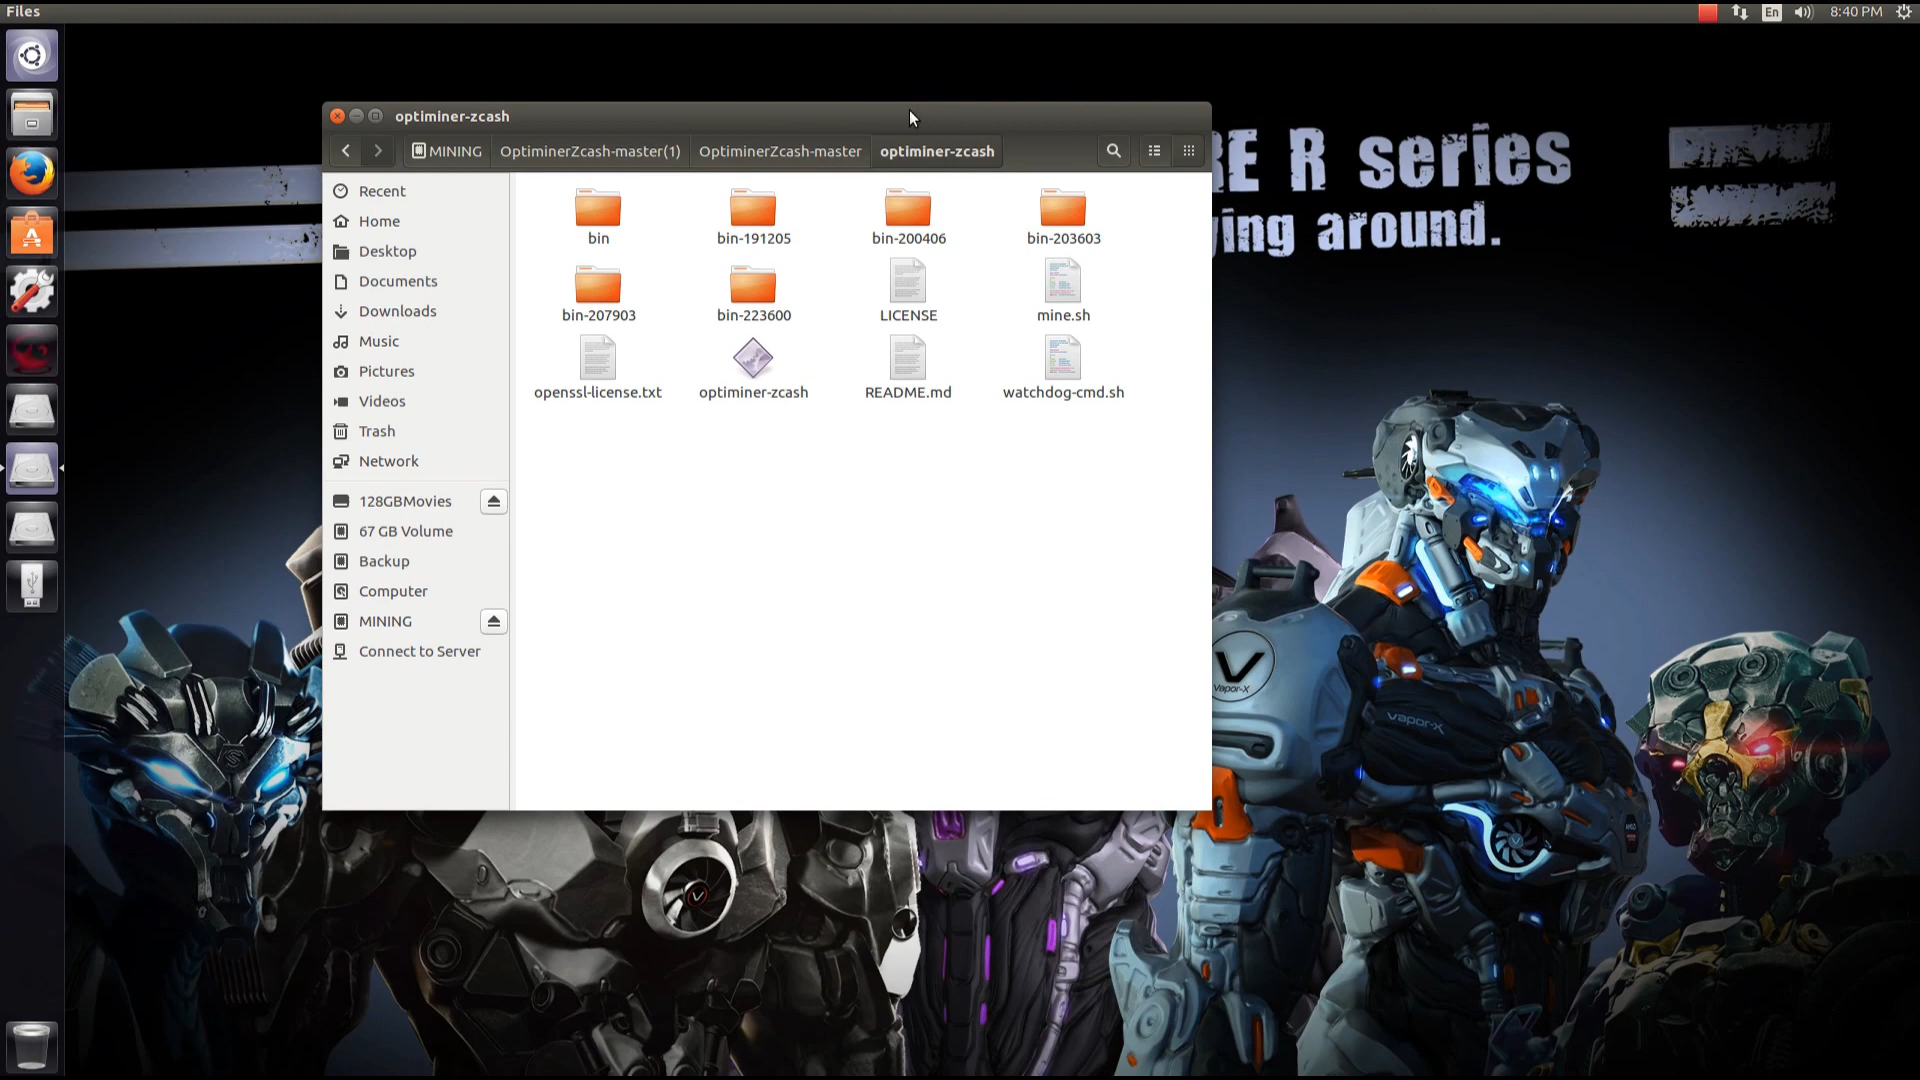 Files
En
8:40 PM
optiminer-zcash
MINING
OptiminerZcash-master(1)
OptiminerZcash-master
optiminer-zcash
RE R series
ying around.
Recent
Home
Desktop
Documents
Downloads
Music
Pictures
Videos
Trash
Network
128GBMovies
67 GB Volume
Backup
Computer
MINING
Connect to Server
bin
bin-191205
bin-200406
bin-203603
bin-207903
bin-223600
LICENSE
mine.sh
openssl-license.txt
optiminer-zcash
README.md
watchdog-cmd.sh
V
Vapor-X
vapor-x